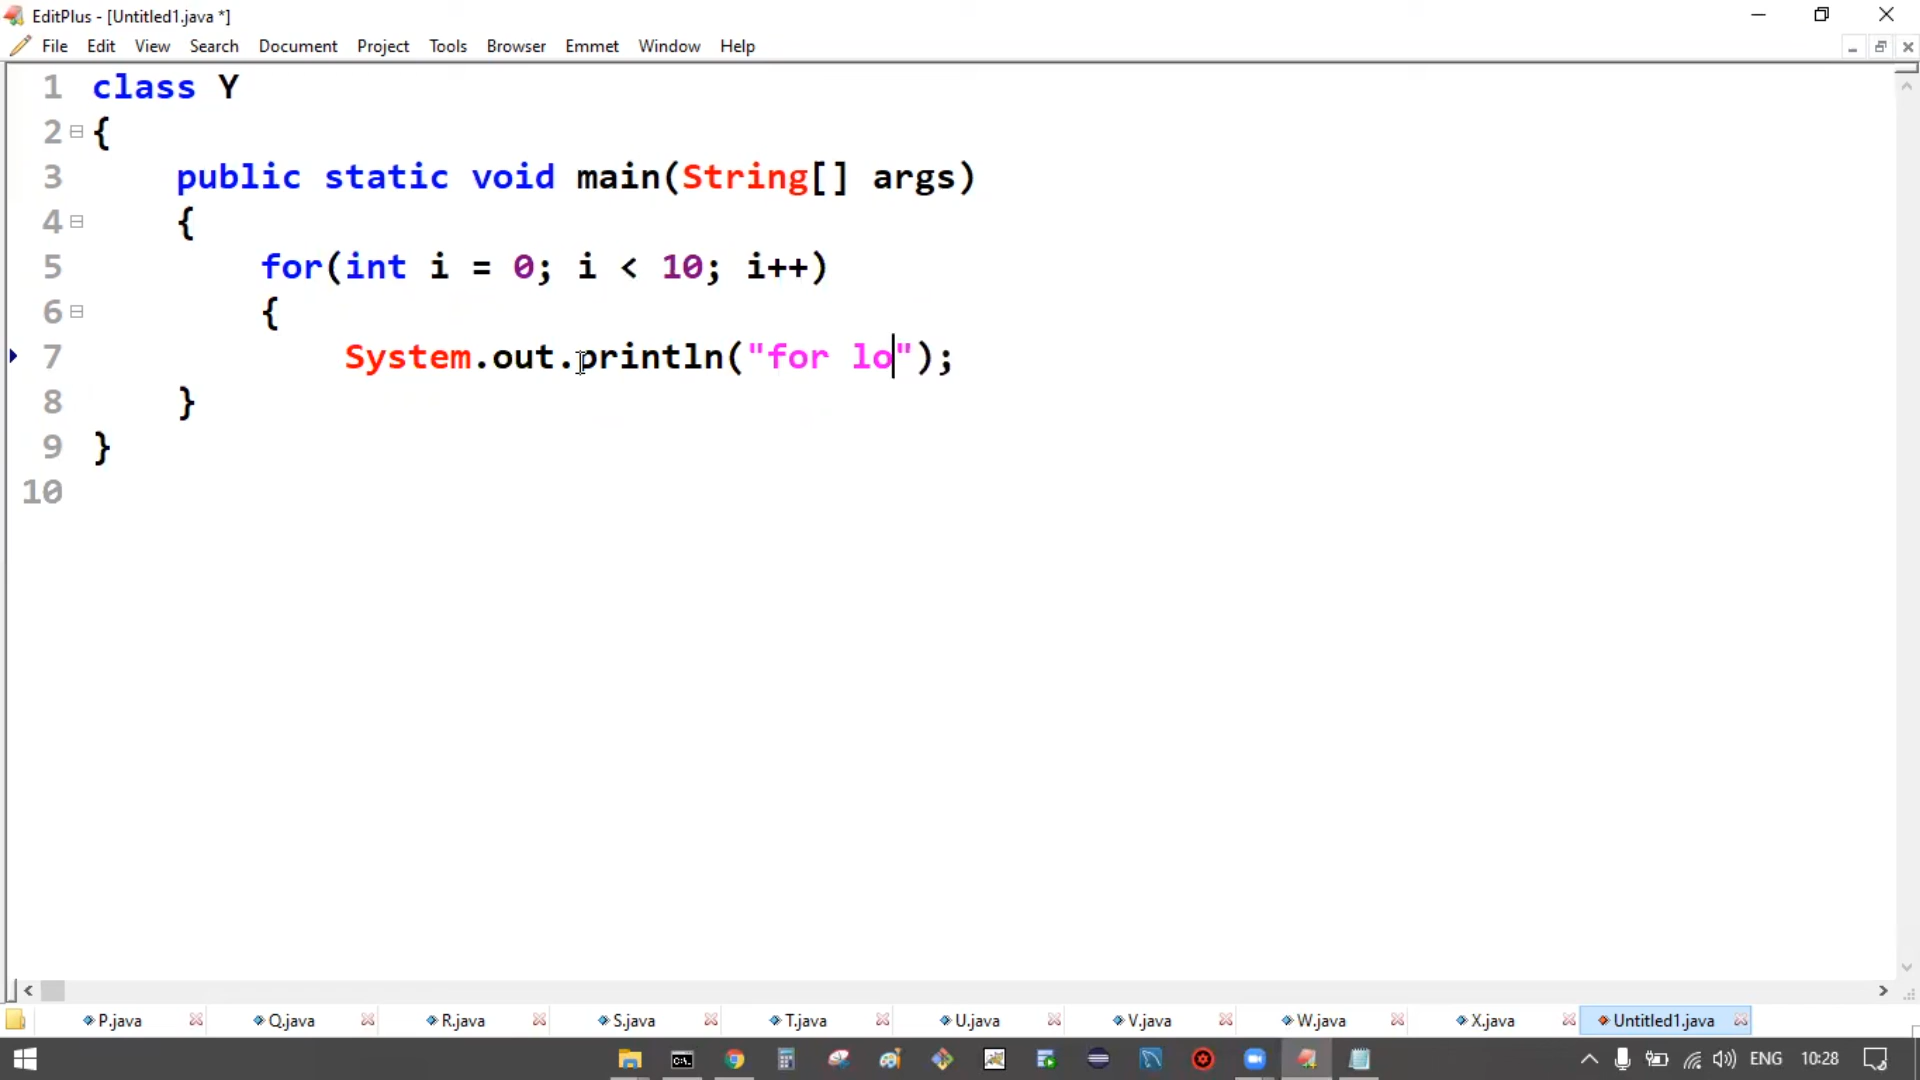 EditPlus - [Untitled1.java *]
File Edit View Search Document Project Tools Browser Emmet Window Help
1 class Y
2 {
3 public static void main(String[] args)
4 {
5 for(int i = 0; i < 10; i++)
6 {
7 System.out.println("for lo");
8 }
9 }
10
P.java Q.java R.java S.java T.java U.java V.java W.java X.java Untitled1.java
ENG 10:28